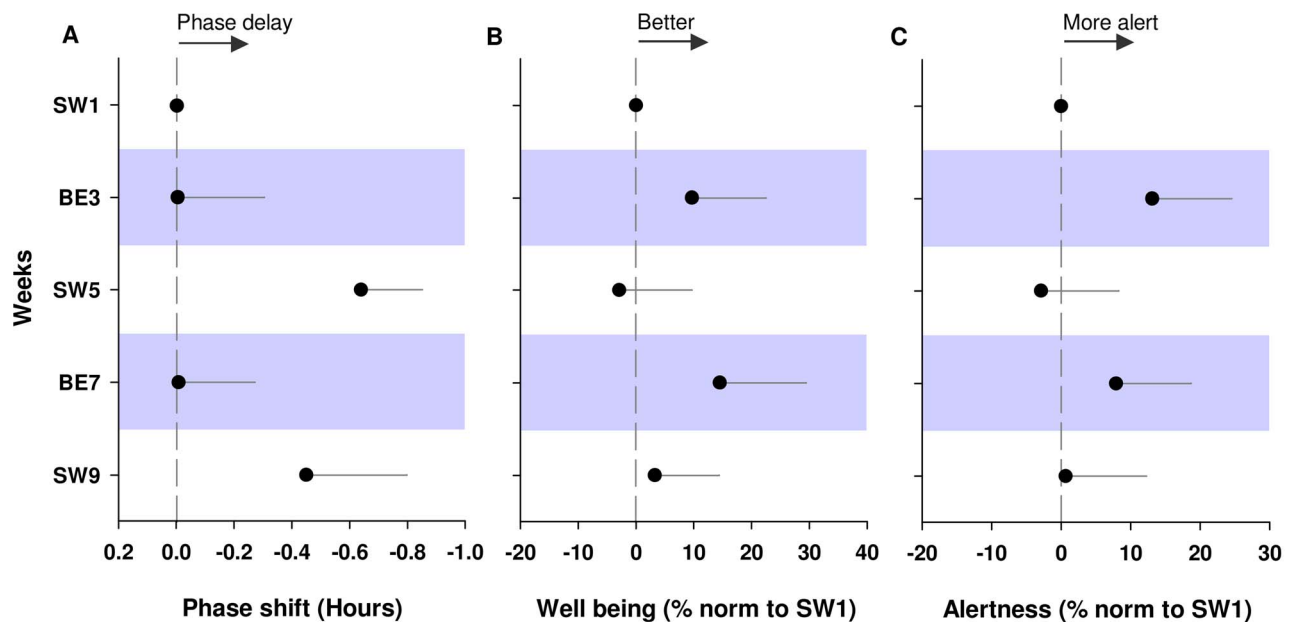 A
Phase delay
B
Better
C
More alert
Weeks
SW1
BE3
SW5
BE7
SW9
0.2 0.0 -0.2 -0.4 -0.6 -0.8 -1.0
-20 -10 0 10 20 30 40
-20 -10 0 10 20 30
Phase shift (Hours)
Well being (% norm to SW1)
Alertness (% norm to SW1)